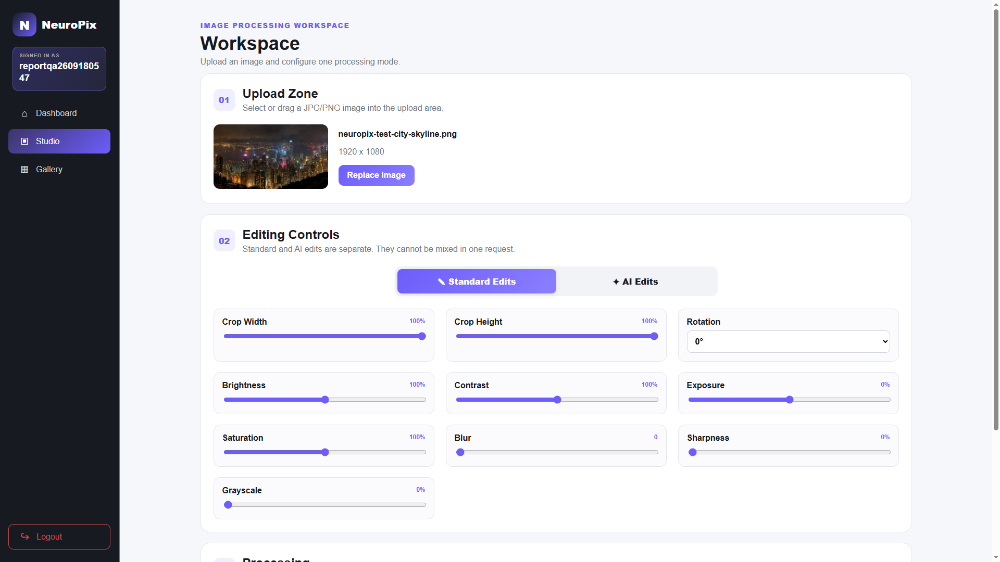 N NeuroPix
SIGNED IN AS
reportqa26091805
47
Dashboard
Studio
Gallery
Logout
IMAGE PROCESSING WORKSPACE
Workspace
Upload an image and configure one processing mode.
01
Upload Zone
Select or drag a JPG/PNG image into the upload area.
neuropix-test-city-skyline.png
1920 x 1080
Replace Image
02
Editing Controls
Standard and AI edits are separate. They cannot be mixed in one request.
Standard Edits
AI Edits
Crop Width 100%
Crop Height 100%
Rotation
0°
Brightness 100%
Contrast 100%
Exposure 0%
Saturation 100%
Blur 0
Sharpness 0%
Grayscale 0%
Processing